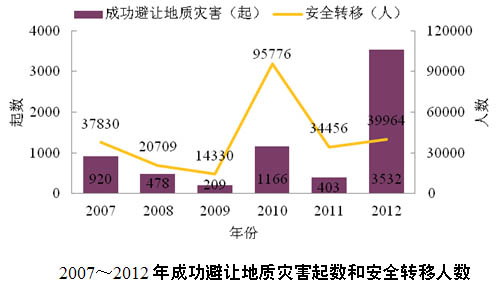 成功避让地质灾害（起） 安全转移（人）
4000 120000
95776
3000 90000
起数 2000 60000 人数
37830 34456 39964
20709
1000 14330 30000
920 478 209 1166 403 3532
0 0
2007 2008 2009 2010 2011 2012
年份
2007～2012年成功避让地质灾害起数和安全转移人数